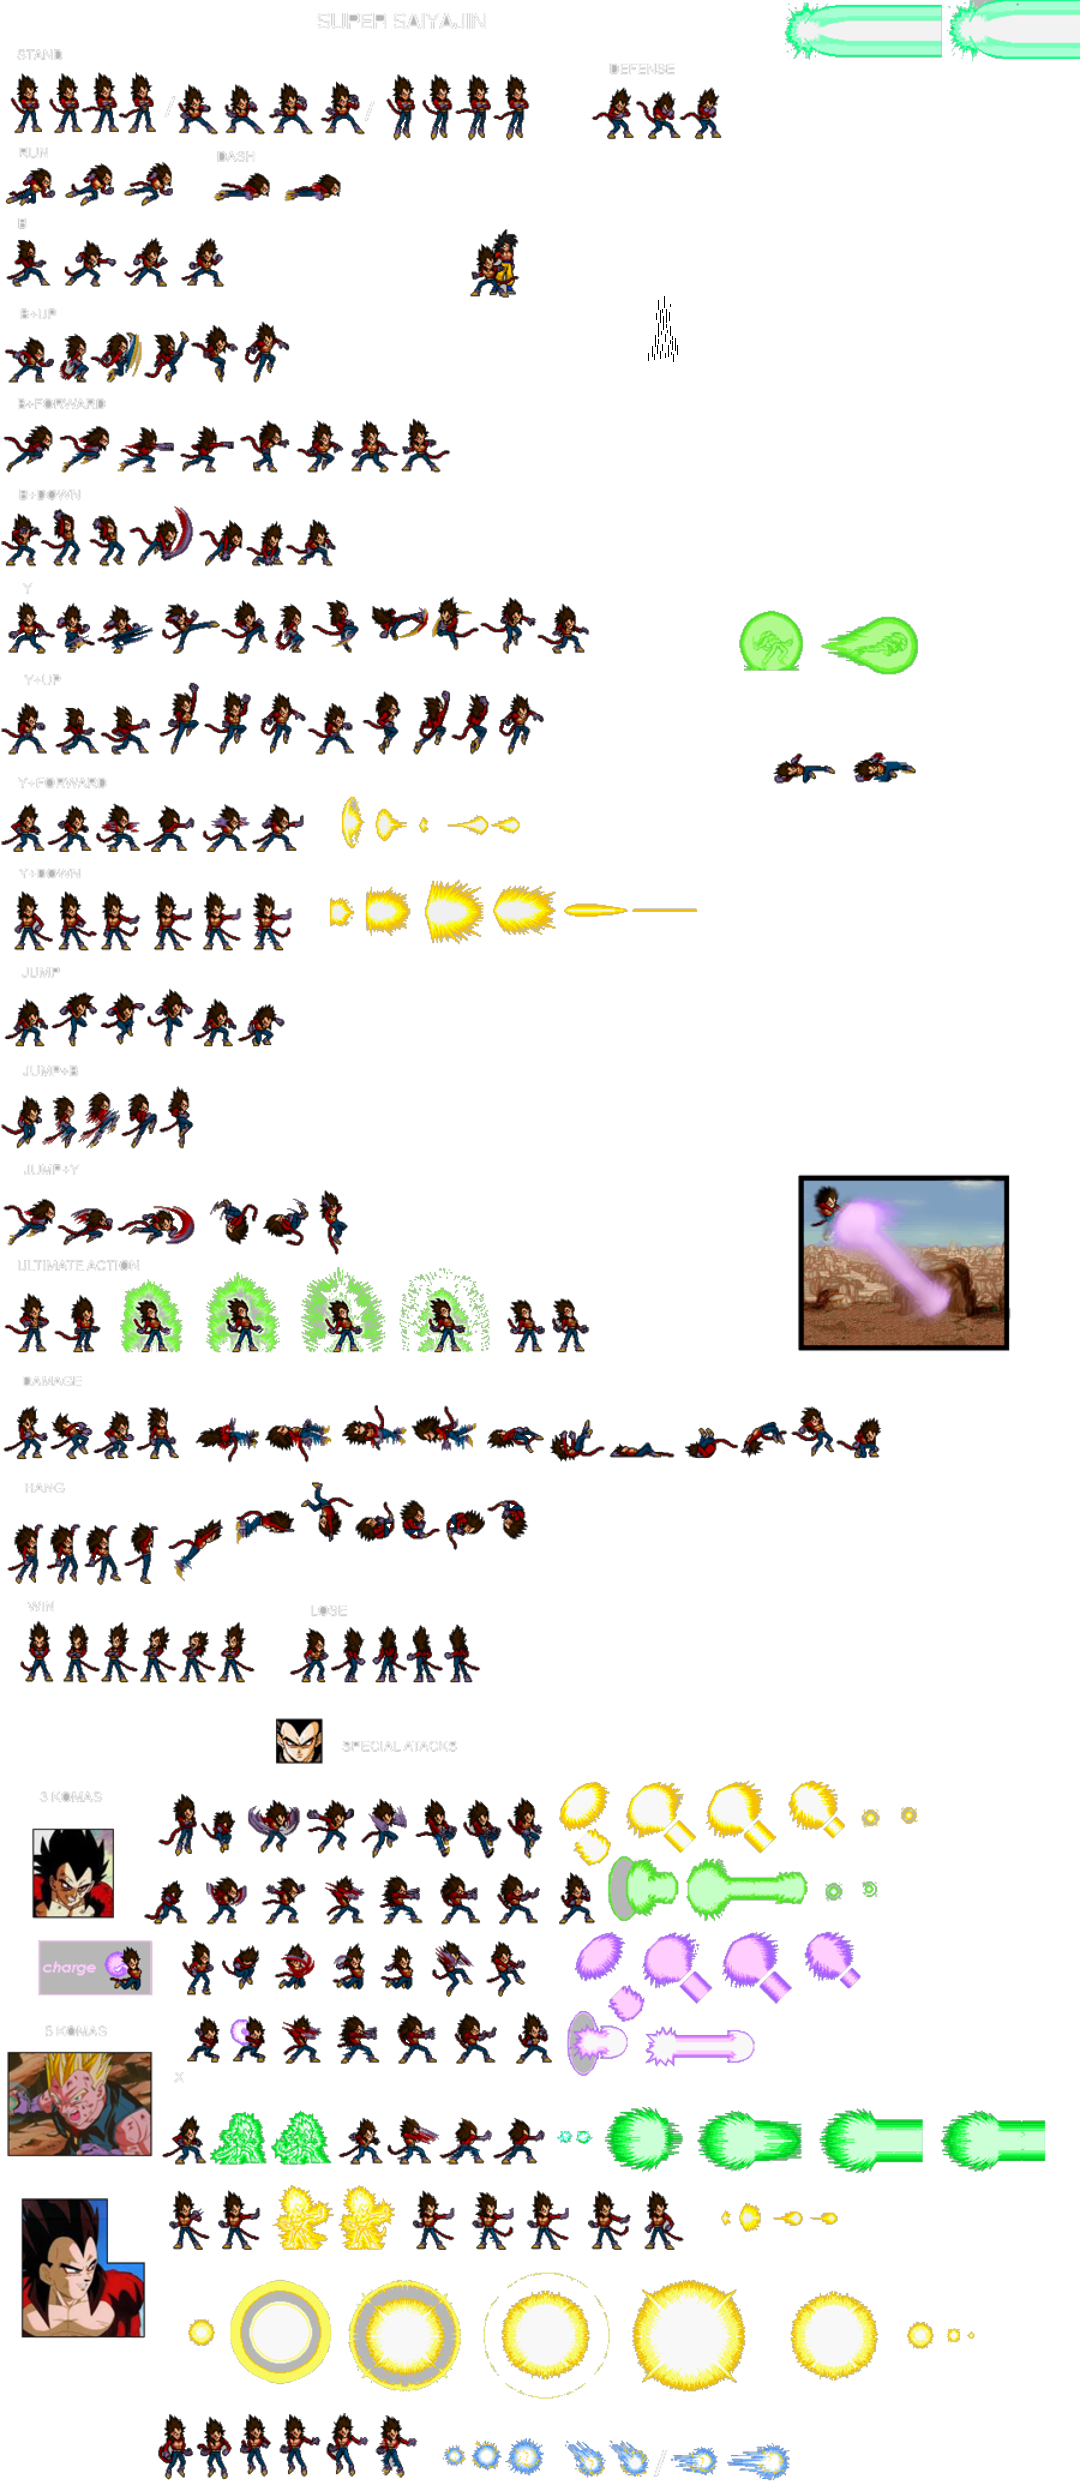 SUPER SAIYAJIN
STAND
DEFENSE
RUN
DASH
B
B+UP
B+FORWARD
B+DOWN
Y
Y+UP
Y+FORWARD
Y+DOWN
JUMP
JUMP+B
JUMP+Y
ULTIMATE ACTION
DAMAGE
HANG
WIN
LOSE
SPECIAL ATACKS
3 KOMAS
charge
5 KOMAS
X